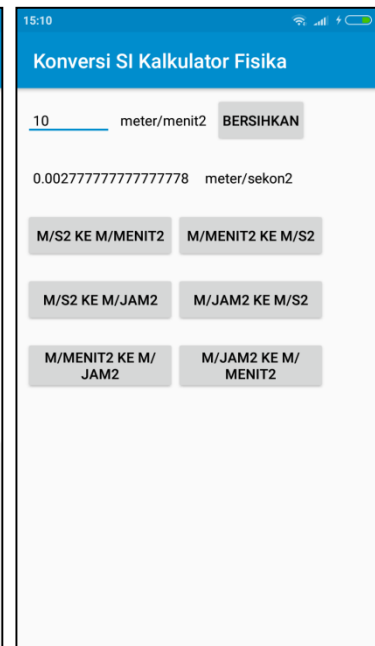 15:10
Konversi SI Kalkulator Fisika
10 meter/menit2 BERSIHKAN
0.002777777777777778 meter/sekon2
M/S2 KE M/MENIT2 M/MENIT2 KE M/S2
M/S2 KE M/JAM2 M/JAM2 KE M/S2
M/MENIT2 KE M/ M/JAM2 KE M/
JAM2 MENIT2